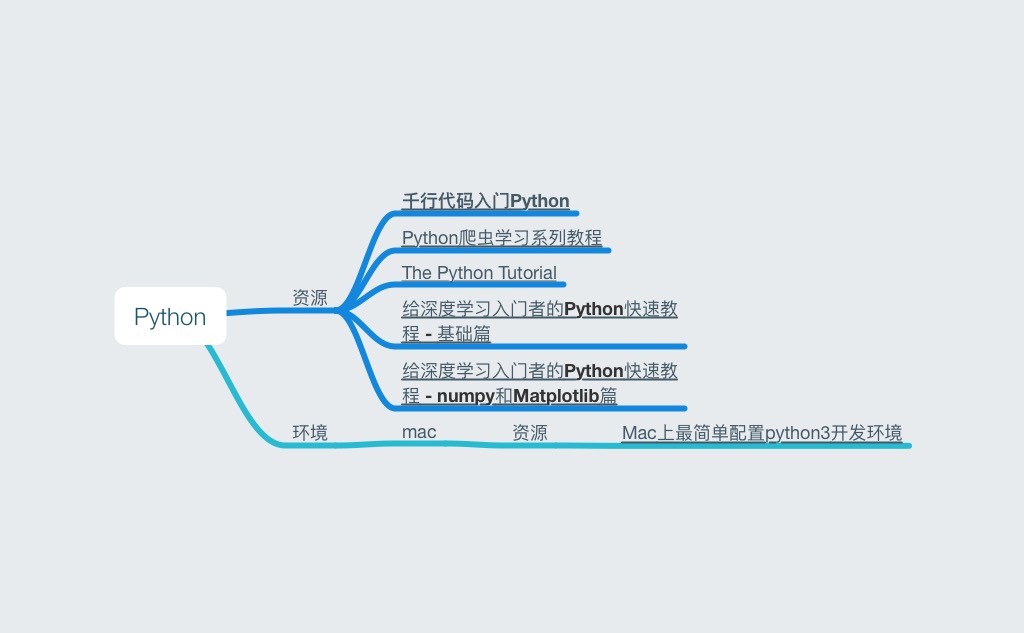 千行代码入门Python
Python爬虫学习系列教程
The Python Tutorial
资源
给深度学习入门者的Python快速教
程 - 基础篇
Python
给深度学习入门者的Python快速教
程 - numpy和Matplotlib篇
环境
mac
资源
Mac上最简单配置python3开发环境